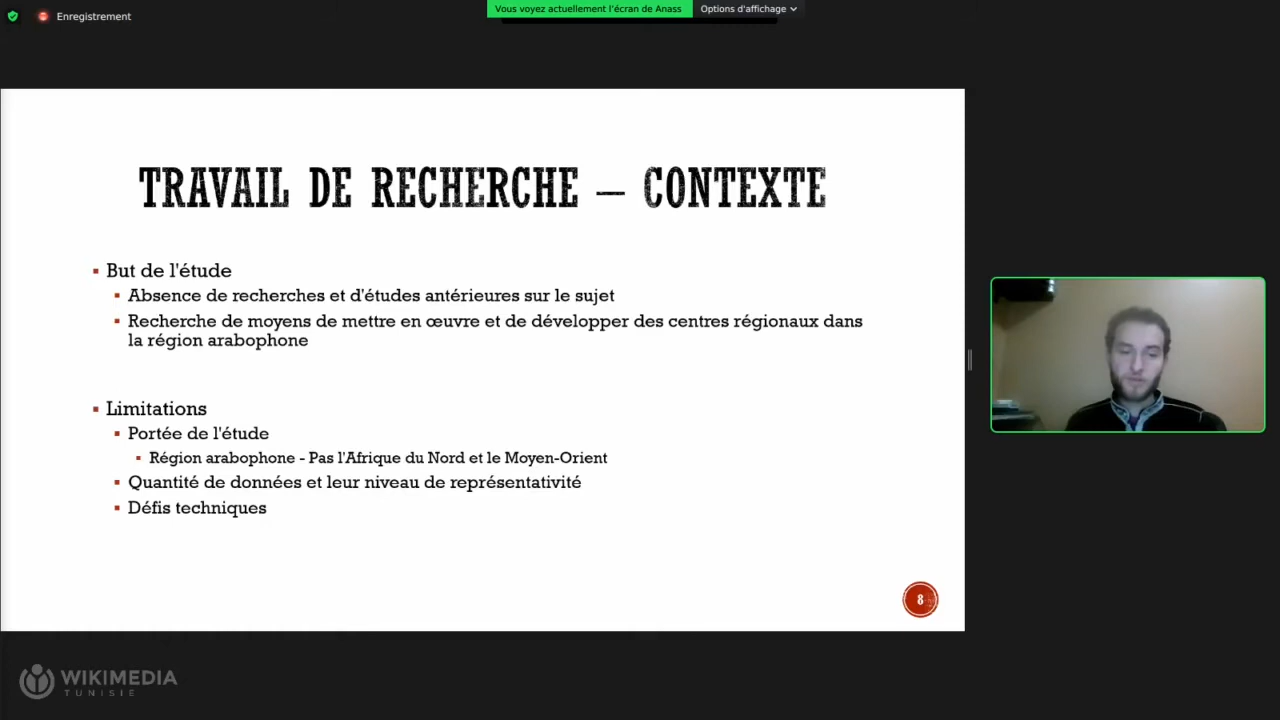 Enregistrement
Vous voyez actuellement l'écran de Anass
Options d'affichage
TRAVAIL DE RECHERCHE – CONTEXTE
But de l'étude
Absence de recherches et d'études antérieures sur le sujet
Recherche de moyens de mettre en œuvre et de développer des centres régionaux dans
la région arabophone
Limitations
Portée de l'étude
Région arabophone - Pas l'Afrique du Nord et le Moyen-Orient
Quantité de données et leur niveau de représentativité
Défis techniques
8
WIKIMEDIA
TUNISIE